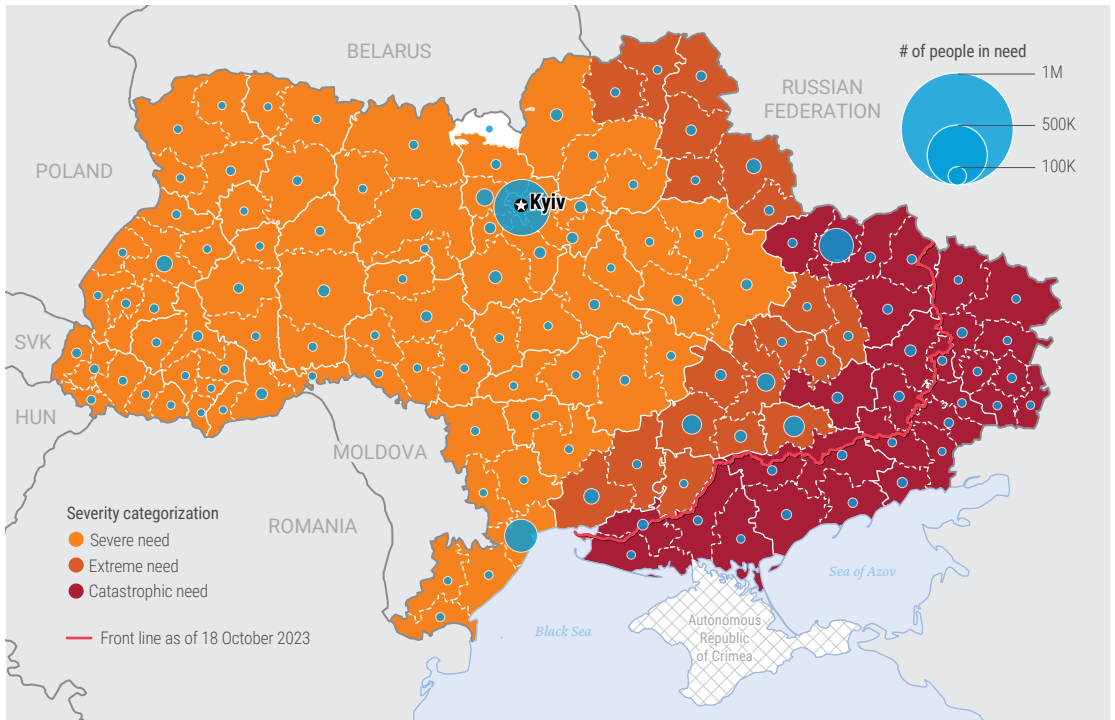 BELARUS
# of people in need
1M
RUSSIAN
FEDERATION
500K
100K
POLAND
Kyiv
SVK
HUN
MOLDOVA
ROMANIA
Severity categorization
Severe need
Extreme need
Catastrophic need
Front line as of 18 October 2023
Sea of Azov
Black Sea
Autonomous
Republic
of Crimea